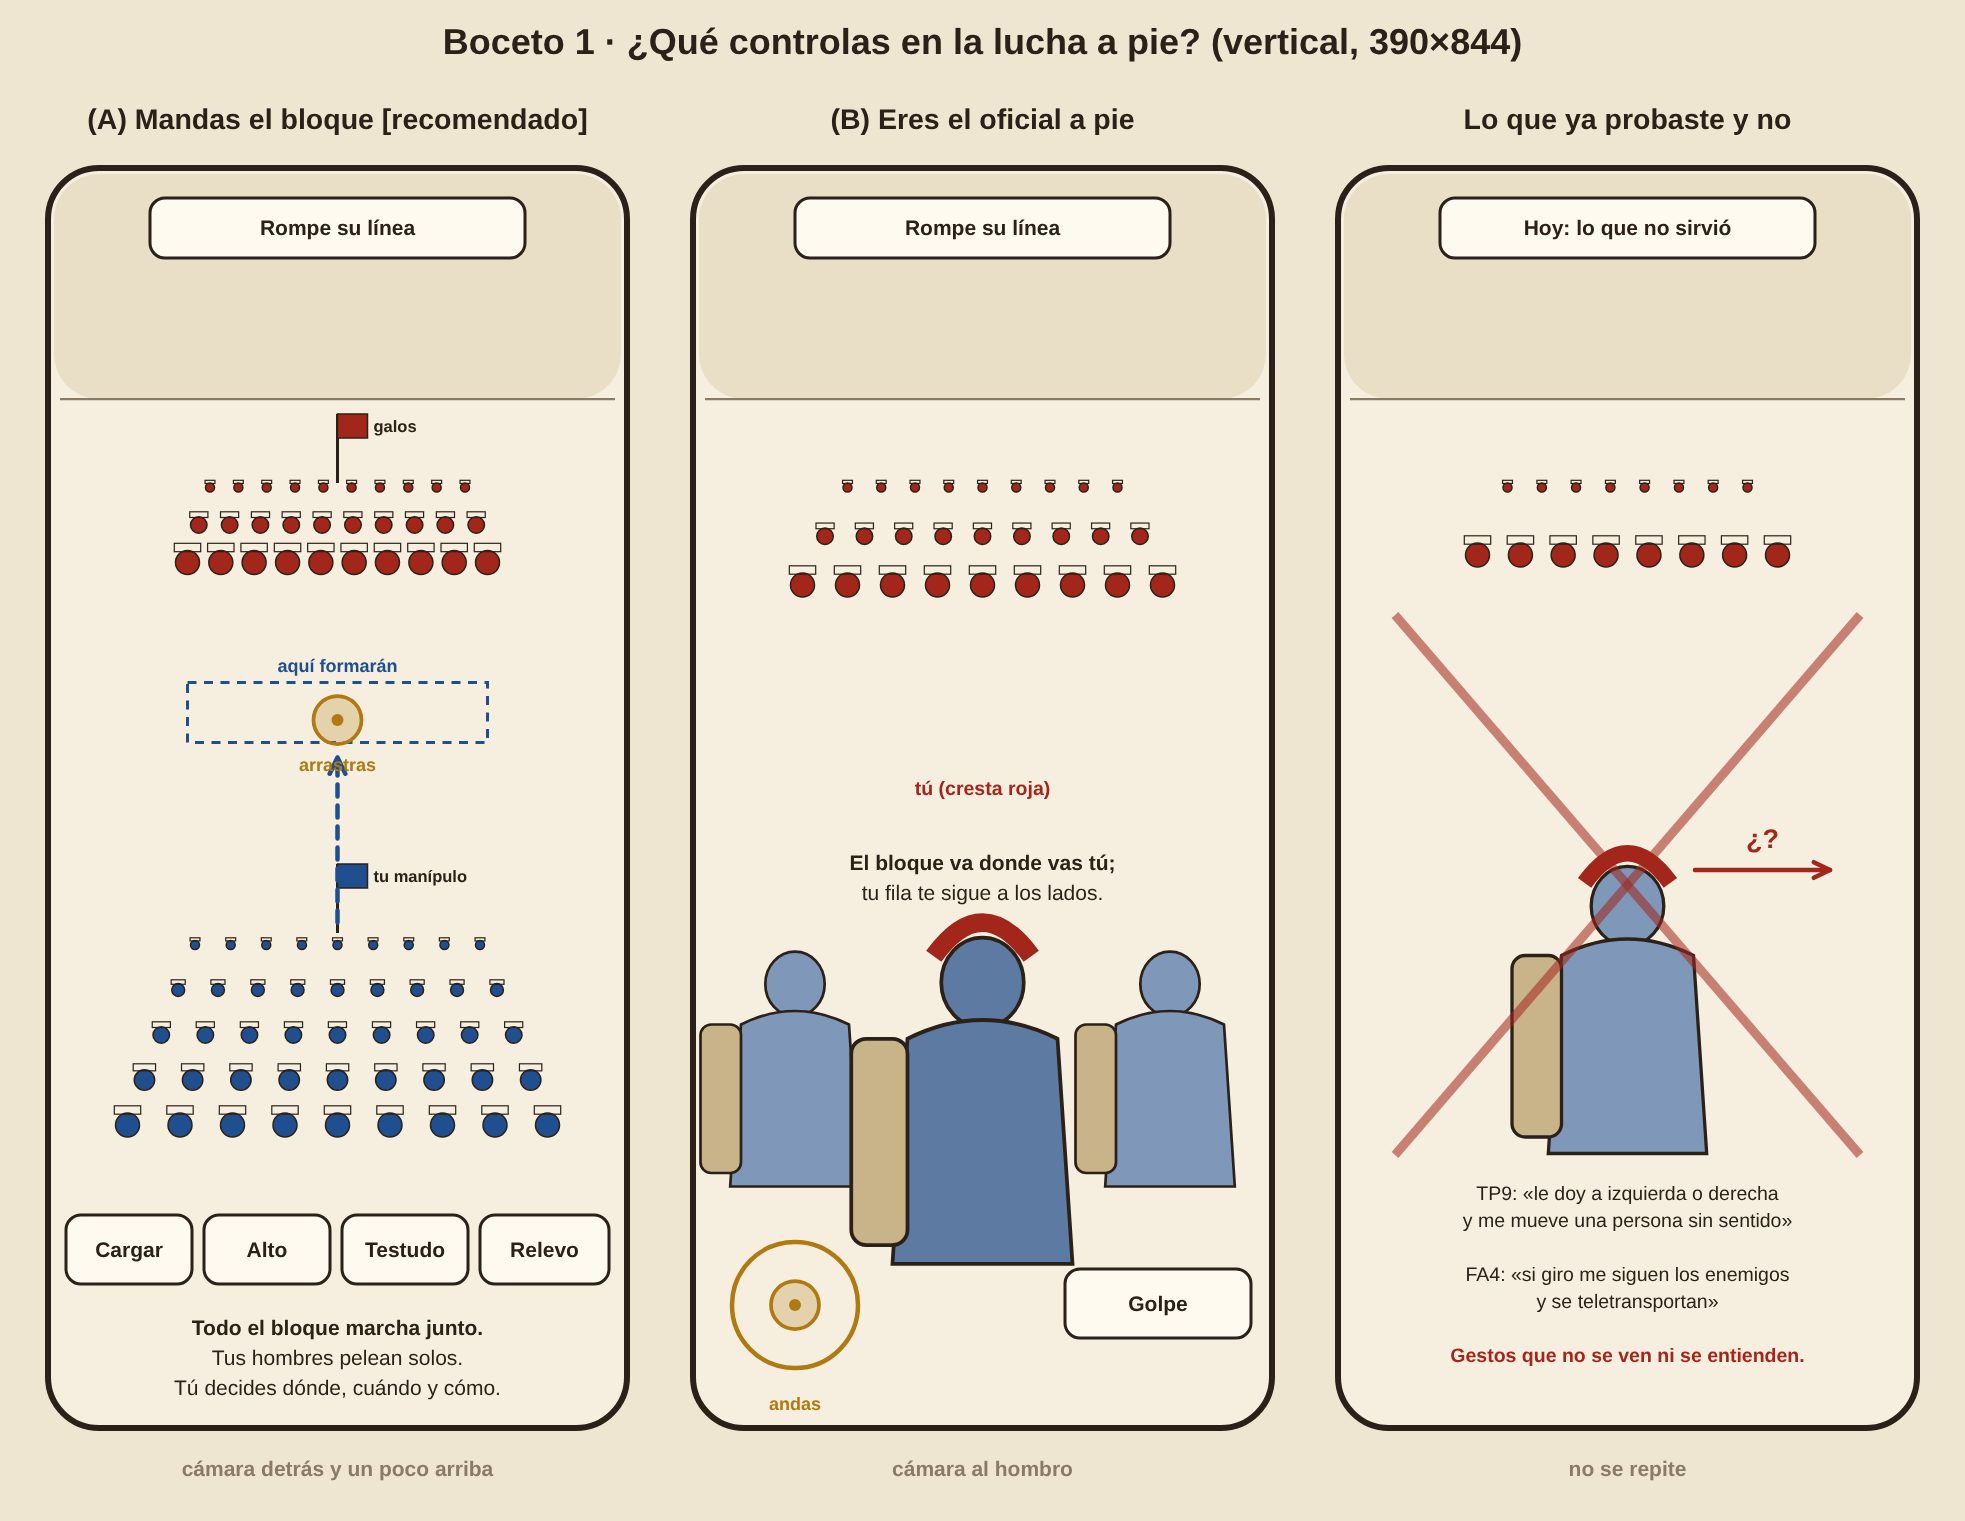 Boceto 1 · ¿Qué controlas en la lucha a pie? (vertical, 390×844)
(A) Mandas el bloque [recomendado]
Rompe su línea
galos
aquí formarán
arrastras
tu manípulo
Cargar
Alto
Testudo
Relevo
Todo el bloque marcha junto.
Tus hombres pelean solos.
Tú decides dónde, cuándo y cómo.
cámara detrás y un poco arriba
(B) Eres el oficial a pie
Rompe su línea
tú (cresta roja)
El bloque va donde vas tú;
tu fila te sigue a los lados.
Golpe
andas
cámara al hombro
Lo que ya probaste y no
Hoy: lo que no sirvió
¿?
TP9: «le doy a izquierda o derecha
y me mueve una persona sin sentido»
FA4: «si giro me siguen los enemigos
y se teletransportan»
Gestos que no se ven ni se entienden.
no se repite